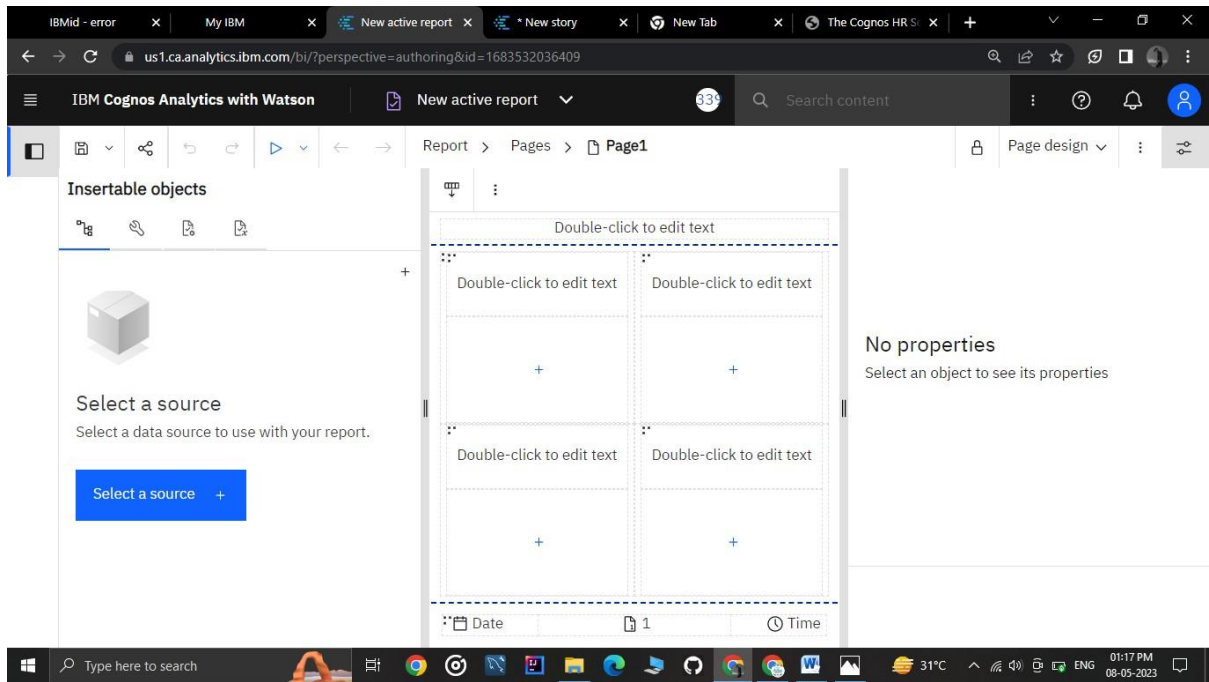 IBMid - error
My IBM
New active report
* New story
New Tab
The Cognos HR Sc
us1.ca.analytics.ibm.com/bi/?perspective=authoring&id=1683532036409
IBM Cognos Analytics with Watson
New active report
339
Search content
Report > Pages > Page1
Page design
Insertable objects
Double-click to edit text
Double-click to edit text
Double-click to edit text
Select a source
Select a data source to use with your report.
Select a source +
No properties
Select an object to see its properties
Double-click to edit text
Double-click to edit text
Date
1
Time
Type here to search
31°C
ENG
01:17 PM
08-05-2023